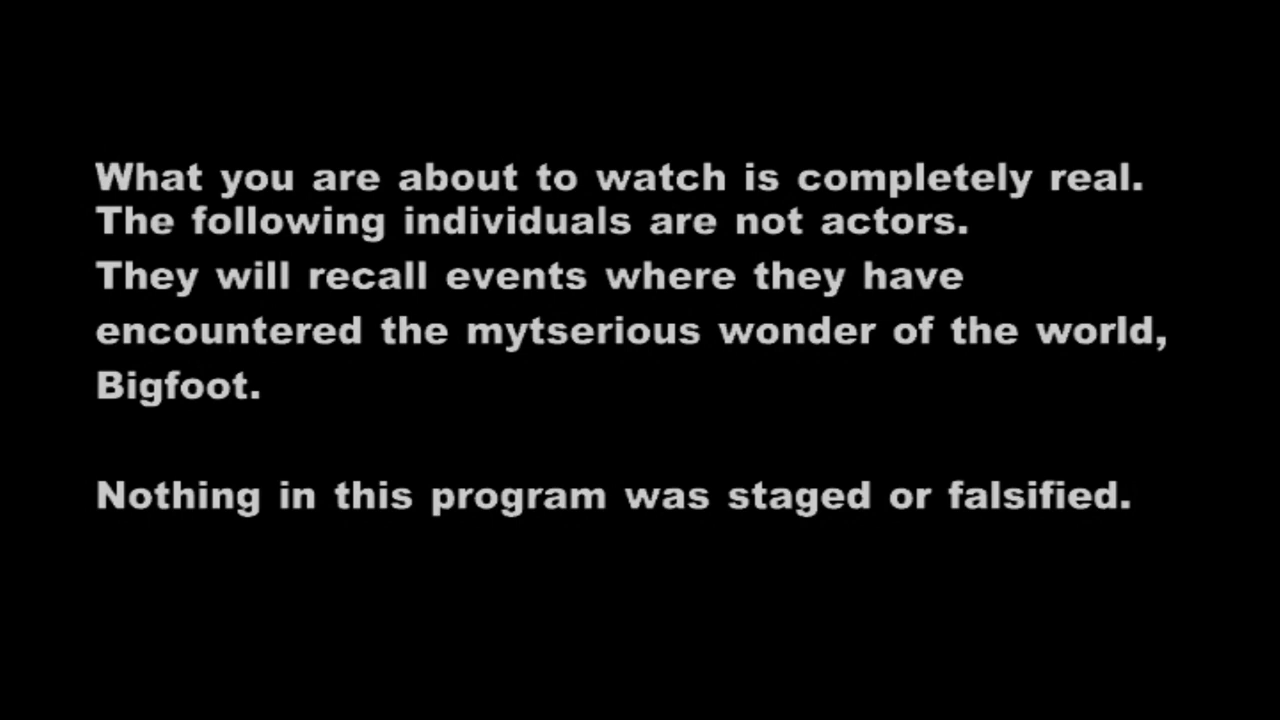 What you are about to watch is completely real.
The following individuals are not actors.
They will recall events where they have
encountered the mytserious wonder of the world,
Bigfoot.
Nothing in this program was staged or falsified.